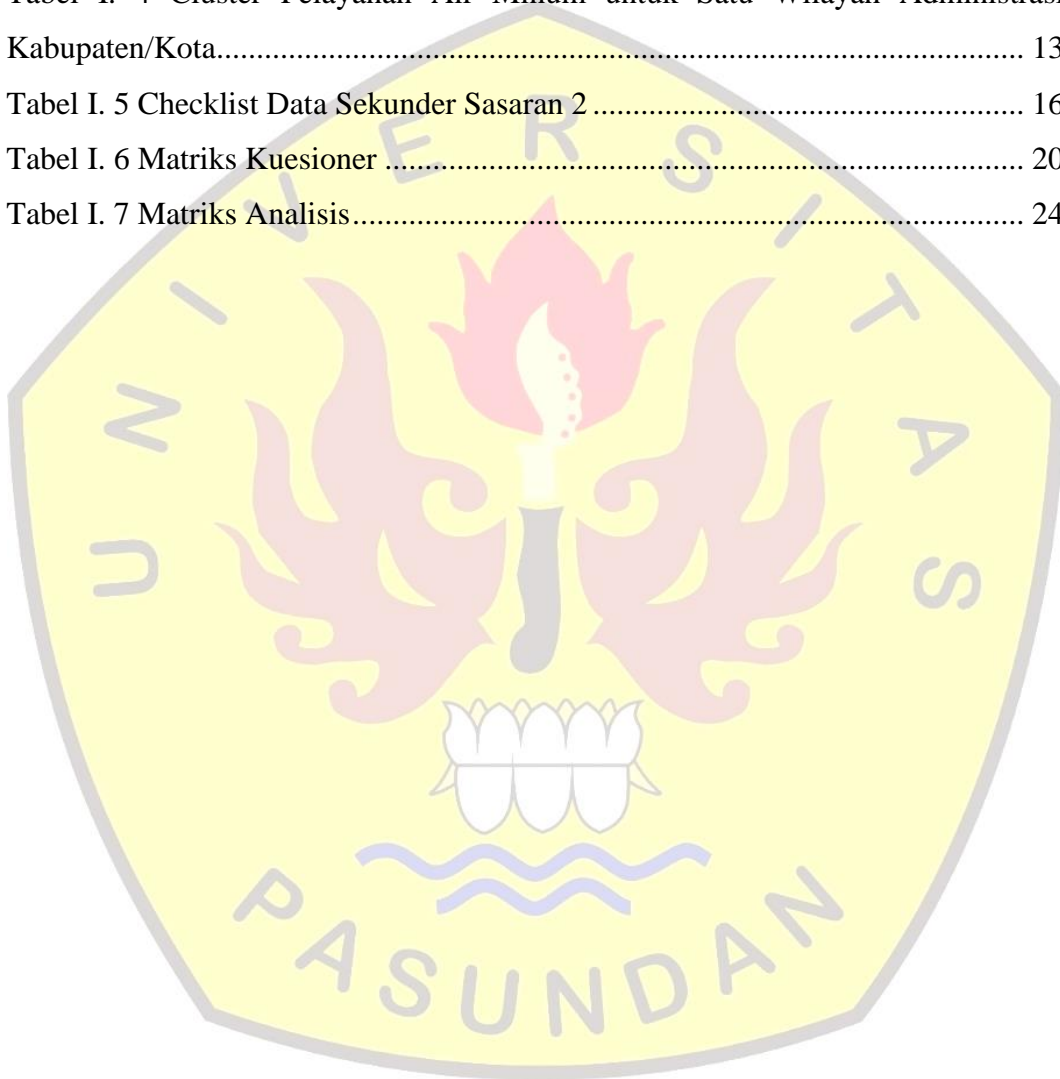 Tabel I. 4 Cluster Pelayanan Air Minum untuk Satu Wilayah Administrasi
Kabupaten/Kota.......................................................................................................... 13
Tabel I. 5 Checklist Data Sekunder Sasaran 2 ........................................................ 16
Tabel I. 6 Matriks Kuesioner ................................................................................... 20
Tabel I. 7 Matriks Analisis........................................................................................ 24
UNIVERSITAS
PASUNDAN